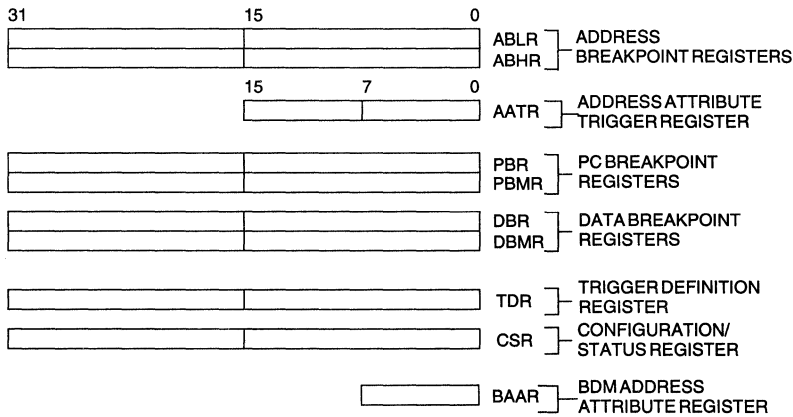 31 15 0
ABLR ADDRESS
ABHR BREAKPOINT REGISTERS
15 7 0
AATR ADDRESS ATTRIBUTE
TRIGGER REGISTER
PBR PC BREAKPOINT
PBMR REGISTERS
DBR DATA BREAKPOINT
DBMR REGISTERS
TDR TRIGGER DEFINITION
REGISTER
CSR CONFIGURATION/
STATUS REGISTER
BAAR BDM ADDRESS
ATTRIBUTE REGISTER